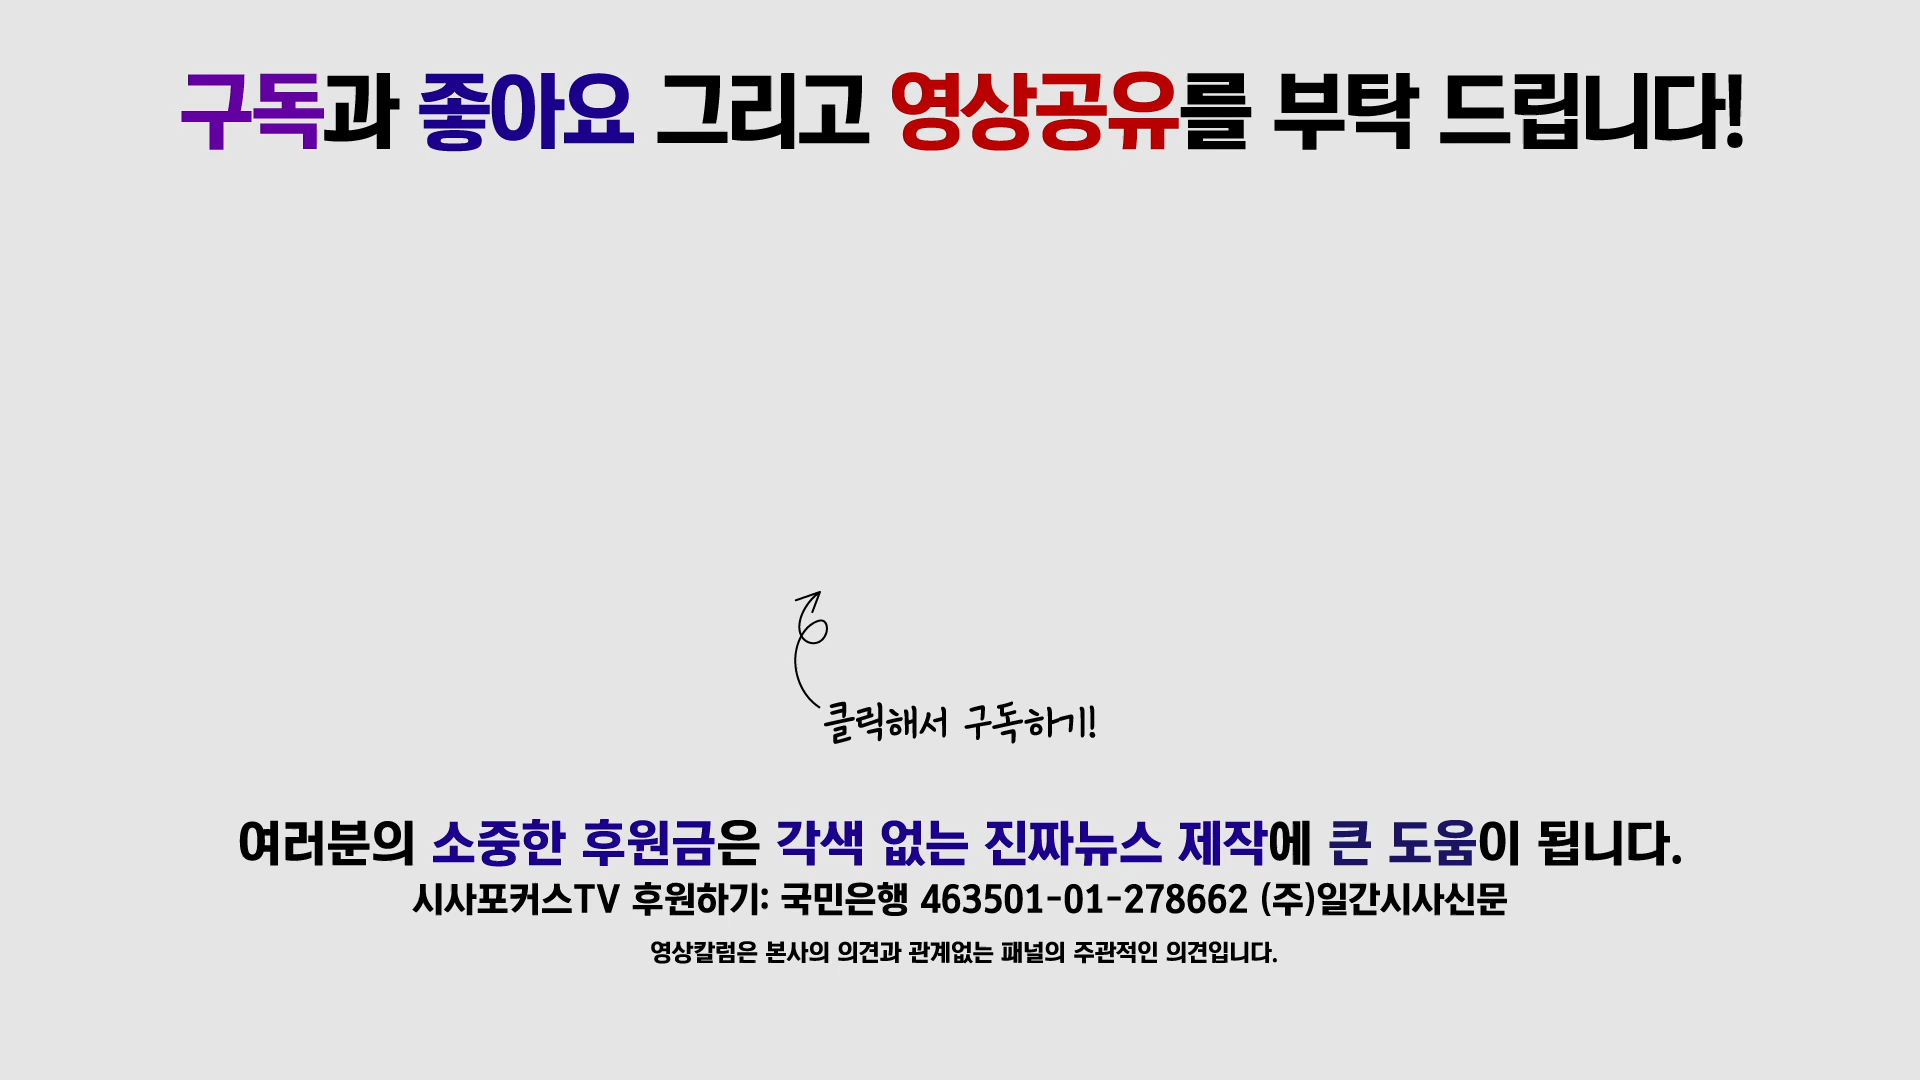 구독과 좋아요 그리고 영상공유를 부탁 드립니다!
클릭해서 구독하기!
여러분의 소중한 후원금은 각색 없는 진짜뉴스 제작에 큰 도움이 됩니다.
시사포커스TV 후원하기: 국민은행 463501-01-278662 (주)일간시사신문
영상칼럼은 본사의 의견과 관계없는 패널의 주관적인 의견입니다.